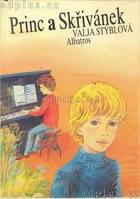 Princ a Skřivánek
VALJA STÝBLOVÁ
Albatros